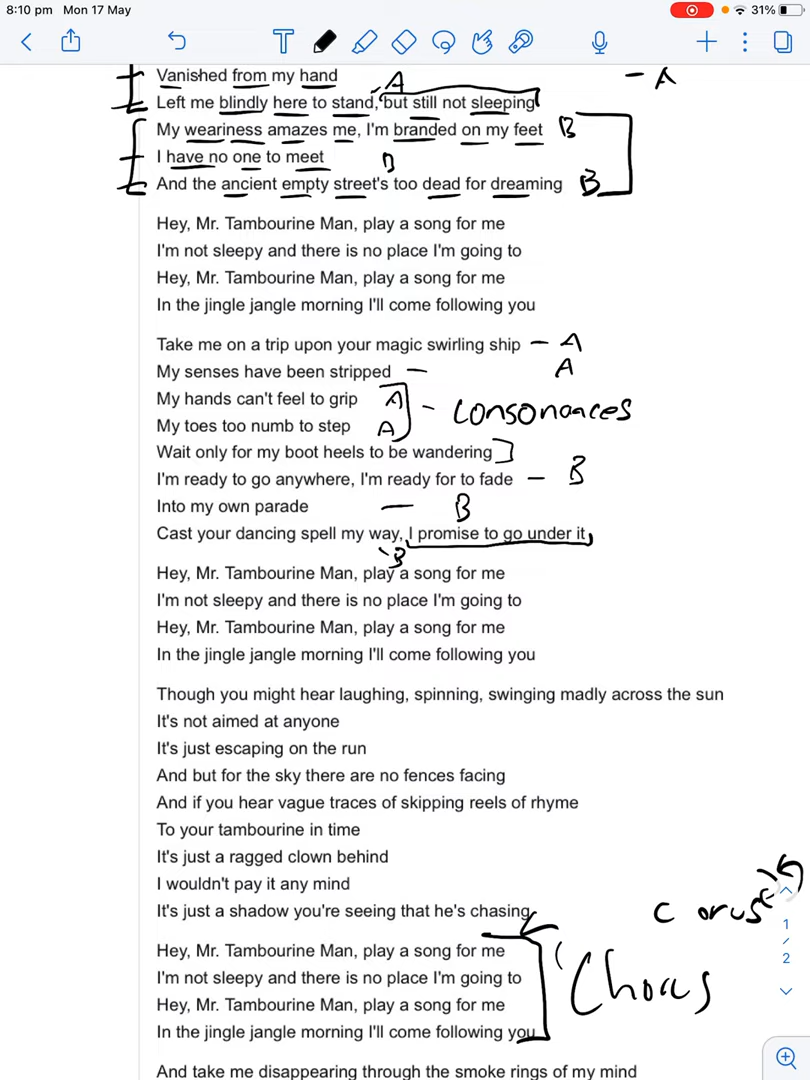 8:10 pm Mon 17 May 31%
T
Vanished from my hand
A
– A
Left me blindly here to stand, but still not sleeping
My weariness amazes me, I'm branded on my feet B
I have no one to meet B
And the ancient empty street's too dead for dreaming B
Hey, Mr. Tambourine Man, play a song for me
I'm not sleepy and there is no place I'm going to
Hey, Mr. Tambourine Man, play a song for me
In the jingle jangle morning I'll come following you
Take me on a trip upon your magic swirling ship – A
My senses have been stripped – A
My hands can't feel to grip A
– Consonances
My toes too numb to step A
Wait only for my boot heels to be wandering
I'm ready to go anywhere, I'm ready for to fade – B
Into my own parade – B
Cast your dancing spell my way, I promise to go under it
B
Hey, Mr. Tambourine Man, play a song for me
I'm not sleepy and there is no place I'm going to
Hey, Mr. Tambourine Man, play a song for me
In the jingle jangle morning I'll come following you
Though you might hear laughing, spinning, swinging madly across the sun
It's not aimed at anyone
It's just escaping on the run
And but for the sky there are no fences facing
And if you hear vague traces of skipping reels of rhyme
To your tambourine in time
It's just a ragged clown behind
I wouldn't pay it any mind
It's just a shadow you're seeing that he's chasing
C orus
1
/
2
Hey, Mr. Tambourine Man, play a song for me
I'm not sleepy and there is no place I'm going to
Chorus
Hey, Mr. Tambourine Man, play a song for me
In the jingle jangle morning I'll come following you
And take me disappearing through the smoke rings of my mind